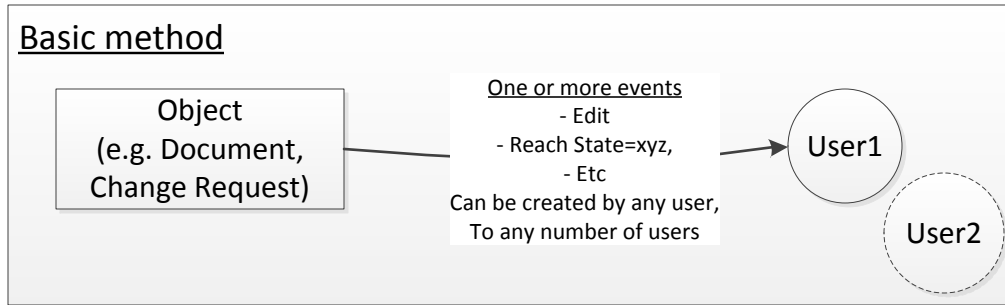 Basic method
Object
(e.g. Document,
Change Request)
One or more events
- Edit
- Reach State=xyz,
- Etc
Can be created by any user,
To any number of users
User1
User2